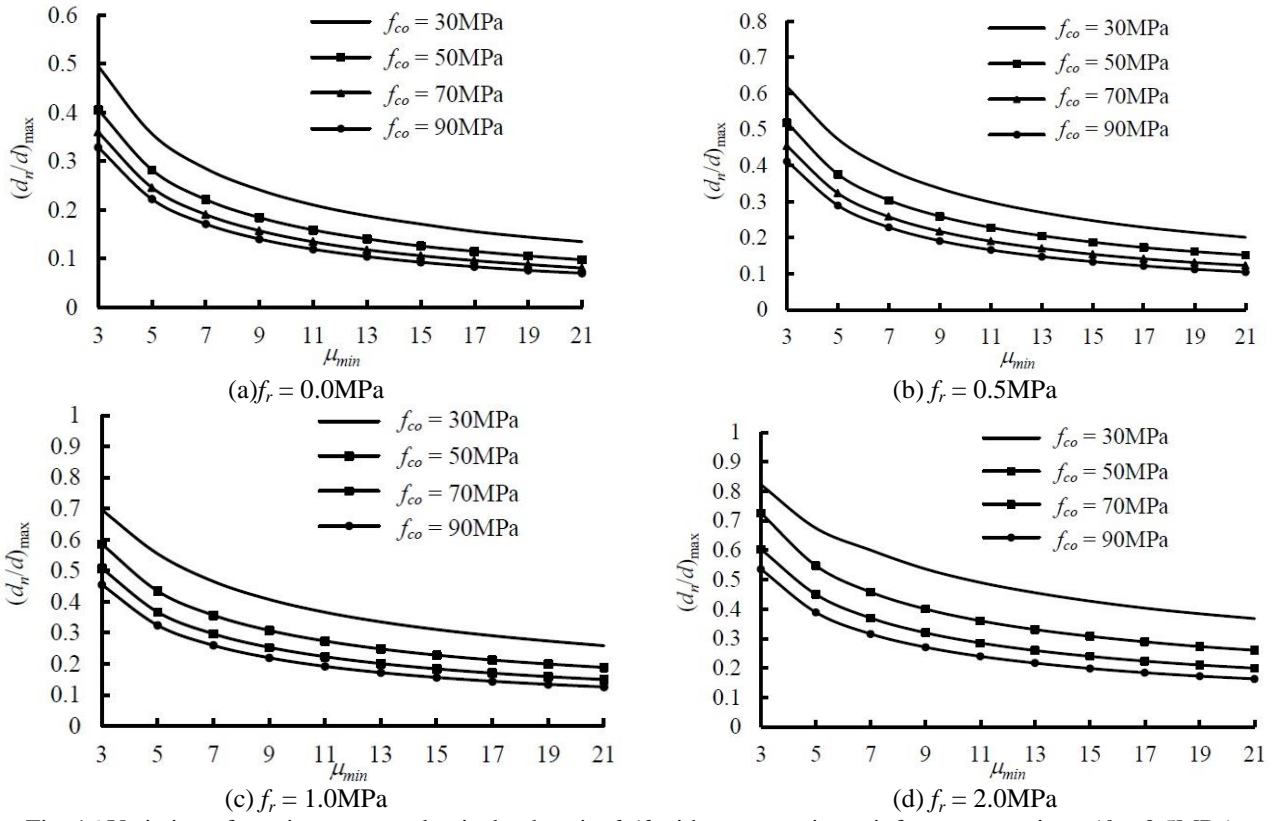 0.6
0.5
0.4
0.3
0.2
0.1
0
(dn/d)max
3 5 7 9 11 13 15 17 19 21
μmin
fco = 30MPa
fco = 50MPa
fco = 70MPa
fco = 90MPa
(a)fr = 0.0MPa
0.8
0.7
0.6
0.5
0.4
0.3
0.2
0.1
0
(dn/d)max
3 5 7 9 11 13 15 17 19 21
μmin
fco = 30MPa
fco = 50MPa
fco = 70MPa
fco = 90MPa
(b) fr = 0.5MPa
1
0.9
0.8
0.7
0.6
0.5
0.4
0.3
0.2
0.1
0
(dn/d)max
3 5 7 9 11 13 15 17 19 21
μmin
fco = 30MPa
fco = 50MPa
fco = 70MPa
fco = 90MPa
(c) fr = 1.0MPa
1
0.9
0.8
0.7
0.6
0.5
0.4
0.3
0.2
0.1
0
(dn/d)max
3 5 7 9 11 13 15 17 19 21
μmin
fco = 30MPa
fco = 50MPa
fco = 70MPa
fco = 90MPa
(d) fr = 2.0MPa